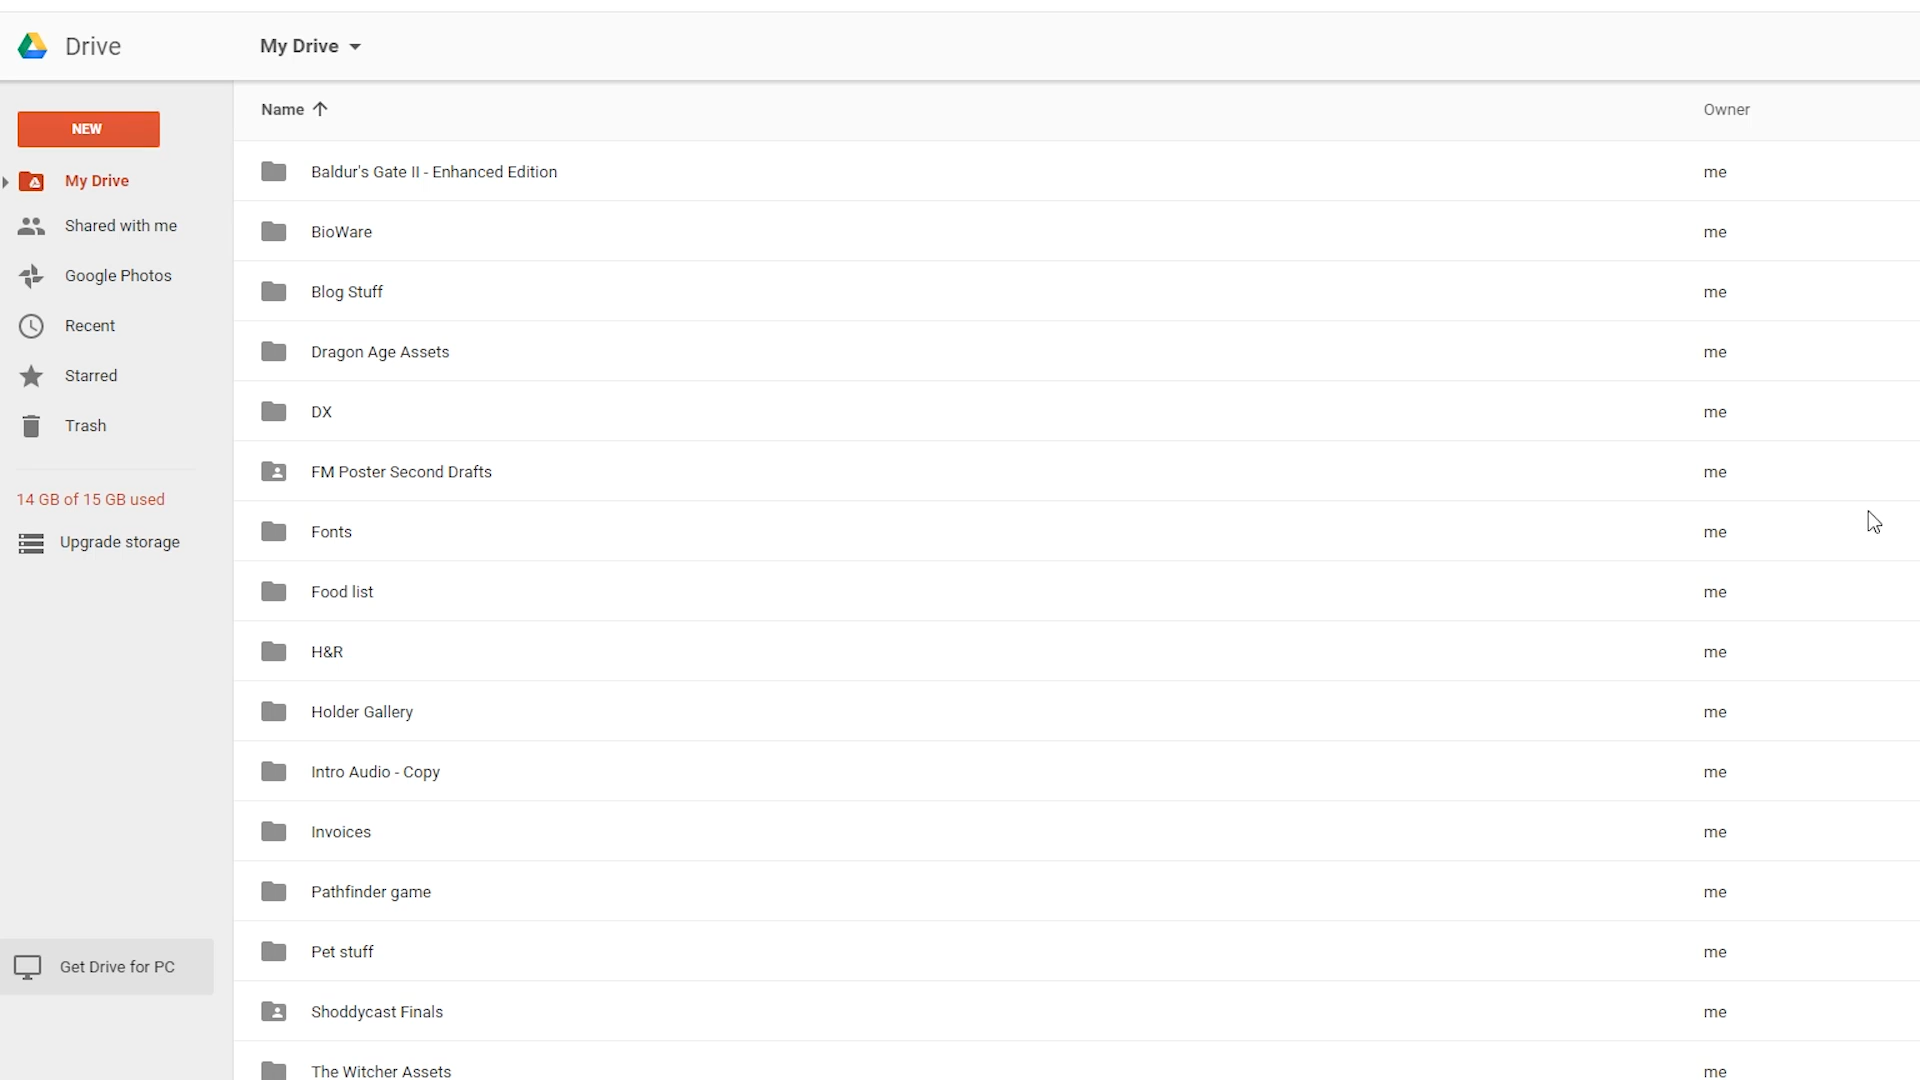 Drive
My Drive
Name
Owner
NEW
My Drive
Shared with me
Google Photos
Recent
Starred
Trash
14 GB of 15 GB used
Upgrade storage
Get Drive for PC
Baldur's Gate II - Enhanced Edition me
BioWare me
Blog Stuff me
Dragon Age Assets me
DX me
FM Poster Second Drafts me
Fonts me
Food list me
H&R me
Holder Gallery me
Intro Audio - Copy me
Invoices me
Pathfinder game me
Pet stuff me
Shoddycast Finals me
The Witcher Assets me